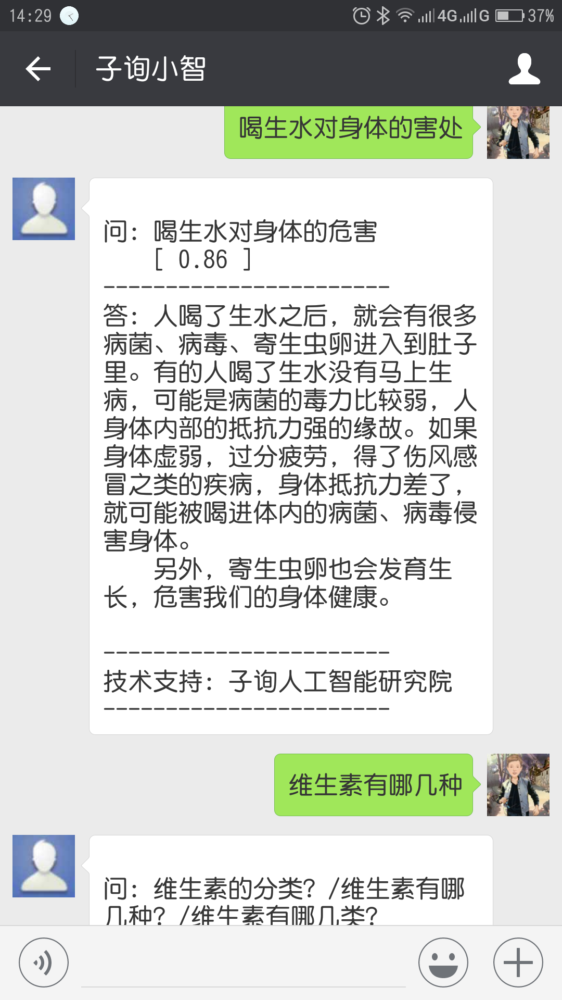 14:29
4G
G
37%
子询小智
喝生水对身体的害处
问：喝生水对身体的危害
[ 0.86 ]
-----------------------
答：人喝了生水之后，就会有很多
病菌、病毒、寄生虫卵进入到肚子
里。有的人喝了生水没有马上生
病，可能是病菌的毒力比较弱，人
身体内部的抵抗力强的缘故。如果
身体虚弱，过分疲劳，得了伤风感
冒之类的疾病，身体抵抗力差了，
就可能被喝进体内的病菌、病毒侵
害身体。
另外，寄生虫卵也会发育生
长，危害我们的身体健康。
-----------------------
技术支持：子询人工智能研究院
-----------------------
维生素有哪几种
问：维生素的分类？/维生素有哪
几种？/维生素有哪几类？